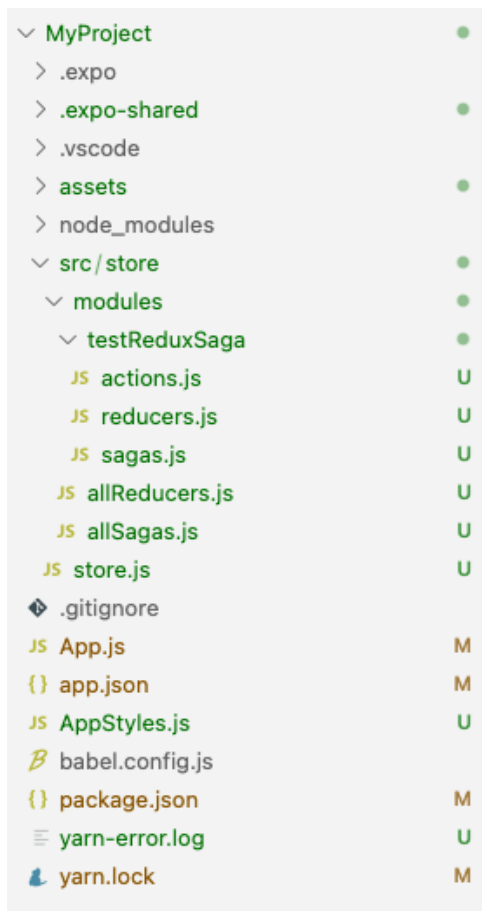 MyProject
.expo
.expo-shared
.vscode
assets
node_modules
src/store
modules
testReduxSaga
JS actions.js U
JS reducers.js U
JS sagas.js U
JS allReducers.js U
JS allSagas.js U
JS store.js U
.gitignore
JS App.js M
{} app.json M
JS AppStyles.js U
B babel.config.js
{} package.json M
yarn-error.log U
yarn.lock M